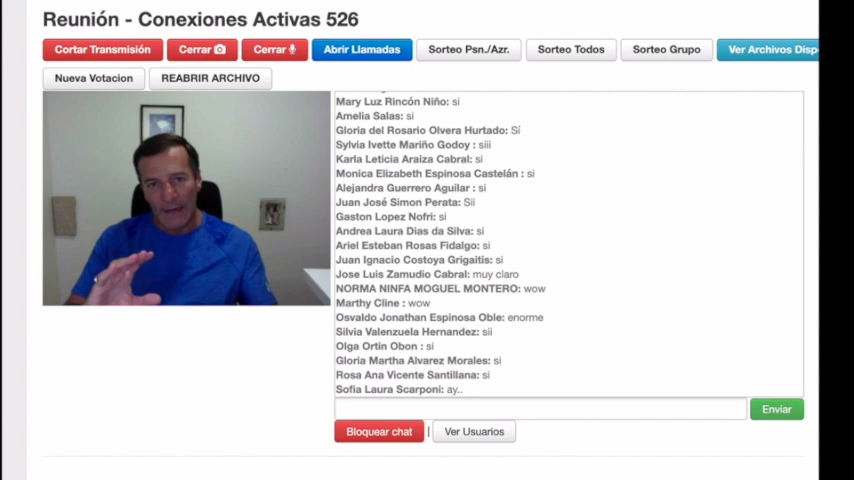 Reunión - Conexiones Activas 526
Cortar Transmisión Cerrar Cerrar Abrir Llamadas Sorteo Psn./Azr. Sorteo Todos Sorteo Grupo Ver Archivos Disp
Nueva Votacion REABRIR ARCHIVO
Mary Luz Rincón Niño: si
Amelia Salas: si
Gloria del Rosario Olvera Hurtado: Sí
Sylvia Ivette Mariño Godoy : siii
Karla Leticia Araiza Cabral: si
Monica Elizabeth Espinosa Castelán : si
Alejandra Guerrero Aguilar : si
Juan José Simon Perata: Sii
Gaston Lopez Nofri: si
Andrea Laura Dias da Silva: si
Ariel Esteban Rosas Fidalgo: si
Juan Ignacio Costoya Grigaitis: si
Jose Luis Zamudio Cabral: muy claro
NORMA NINFA MOGUEL MONTERO: wow
Marthy Cline : wow
Osvaldo Jonathan Espinosa Oble: enorme
Silvia Valenzuela Hernandez: sii
Olga Ortin Obon : si
Gloria Martha Alvarez Morales: si
Rosa Ana Vicente Santillana: si
Sofia Laura Scarponi: ay..
Enviar
Bloquear chat | Ver Usuarios